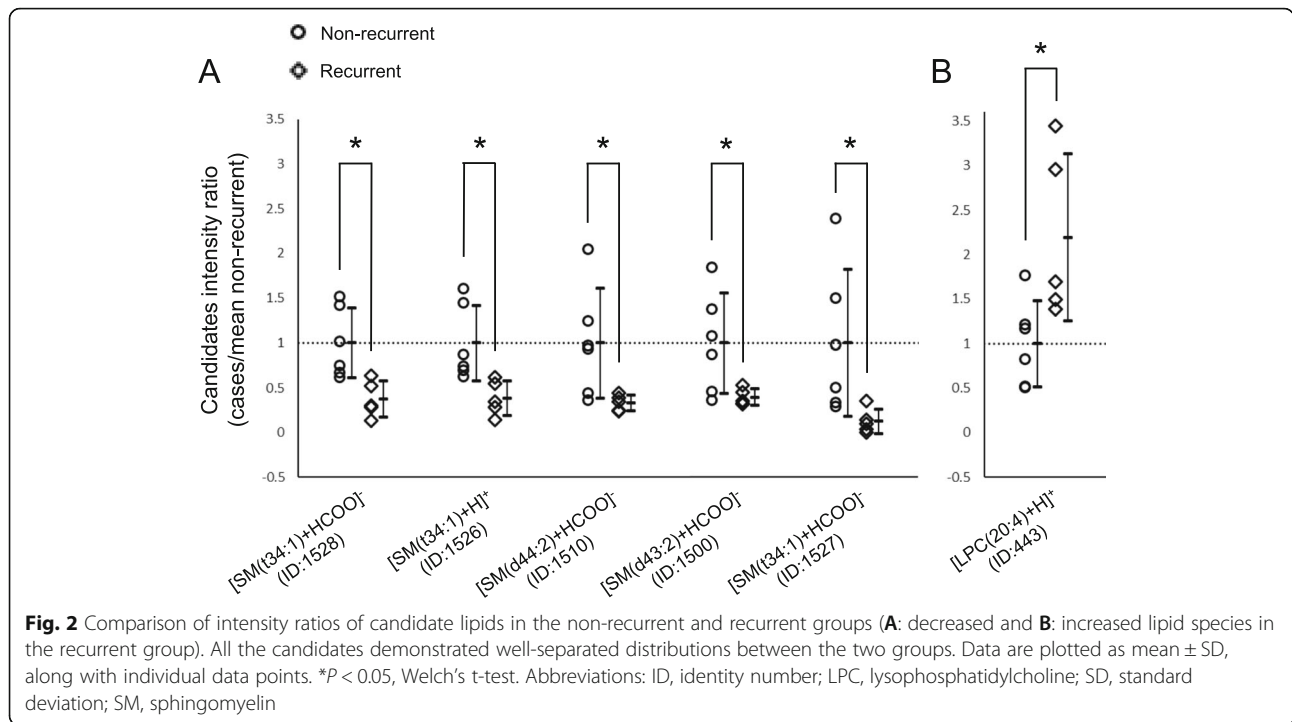 Non-recurrent
Recurrent
A
B
Candidates intensity ratio
(cases/mean non-recurrent)
3.5
3
2.5
2
1.5
1
0.5
0
-0.5
*
*
*
*
*
[SM(t34:1)+HCOO]-
(ID:1528)
[SM(t34:1)+H]+
(ID:1526)
[SM(d44:2)+HCOO]-
(ID:1510)
[SM(d43:2)+HCOO]-
(ID:1500)
[SM(t34:1)+HCOO]-
(ID:1527)
*
3.5
3
2.5
2
1.5
1
0.5
0
-0.5
[LPC(20:4)+H]+
(ID:443)
Fig. 2 Comparison of intensity ratios of candidate lipids in the non-recurrent and recurrent groups (A: decreased and B: increased lipid species in
the recurrent group). All the candidates demonstrated well-separated distributions between the two groups. Data are plotted as mean ± SD,
along with individual data points. *P < 0.05, Welch's t-test. Abbreviations: ID, identity number; LPC, lysophosphatidylcholine; SD, standard
deviation; SM, sphingomyelin